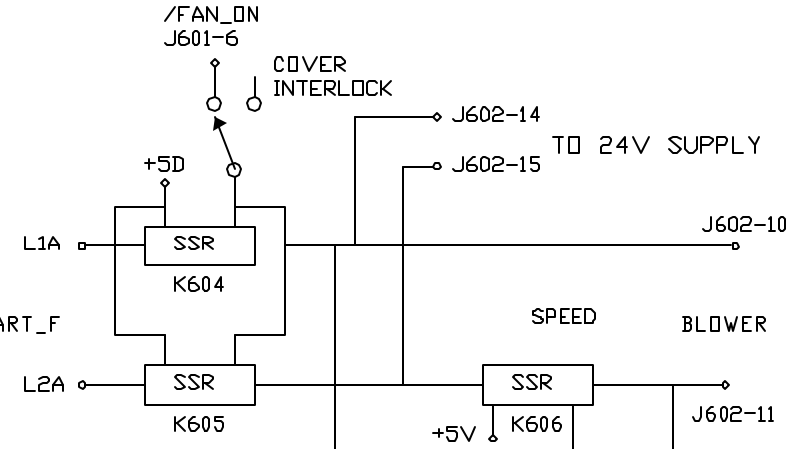 /FAN_ON
J601-6
COVER
INTERLOCK
J602-14
+5D
J602-15
TO 24V SUPPLY
J602-10
L1A
SSR
K604
ART_F
SPEED
BLOWER
L2A
SSR
SSR
J602-11
K605
+5V
K606